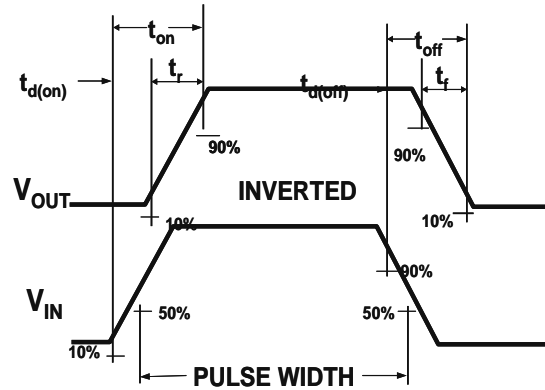 t_on
t_off
t_d(on)
t_r
t_d(off)
t_f
90%
90%
V_OUT
INVERTED
10%
10%
90%
V_IN
50%
50%
10%
PULSE WIDTH